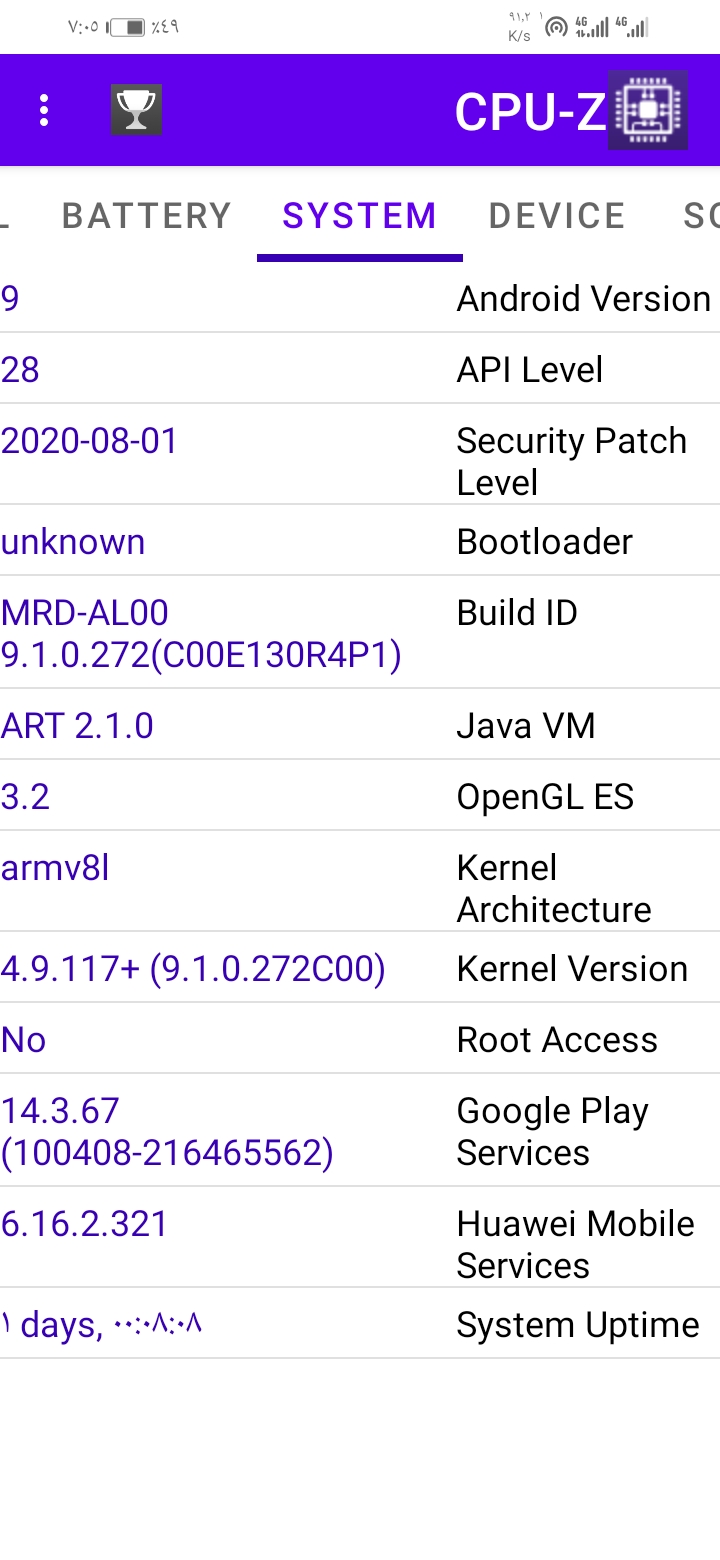 ٧:٠٥ ٪٤٩ ٩١,٢ K/s ١ 4G 4G
CPU-Z
L BATTERY SYSTEM DEVICE SO
9 Android Version
28 API Level
2020-08-01 Security Patch
Level
unknown Bootloader
MRD-AL00 Build ID
9.1.0.272(C00E130R4P1)
ART 2.1.0 Java VM
3.2 OpenGL ES
armv8l Kernel
Architecture
4.9.117+ (9.1.0.272C00) Kernel Version
No Root Access
14.3.67 Google Play
(100408-216465562) Services
6.16.2.321 Huawei Mobile
Services
١ days, ٠٠:٠٨:٠٨ System Uptime